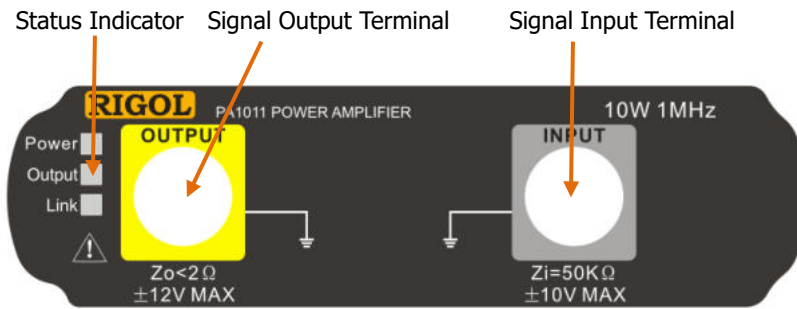 Status Indicator Signal Output Terminal Signal Input Terminal
RIGOL PA1011 POWER AMPLIFIER 10W 1MHz
Power
Output
Link
OUTPUT
INPUT
Zo<2Ω
±12V MAX
Zi=50KΩ
±10V MAX